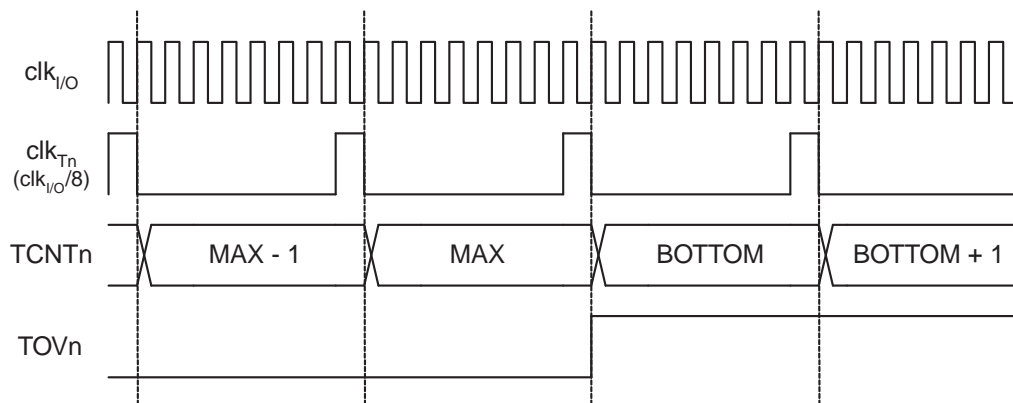 clkI/O
clkTn
(clkI/O/8)
TCNTn MAX - 1 MAX BOTTOM BOTTOM + 1
TOVn